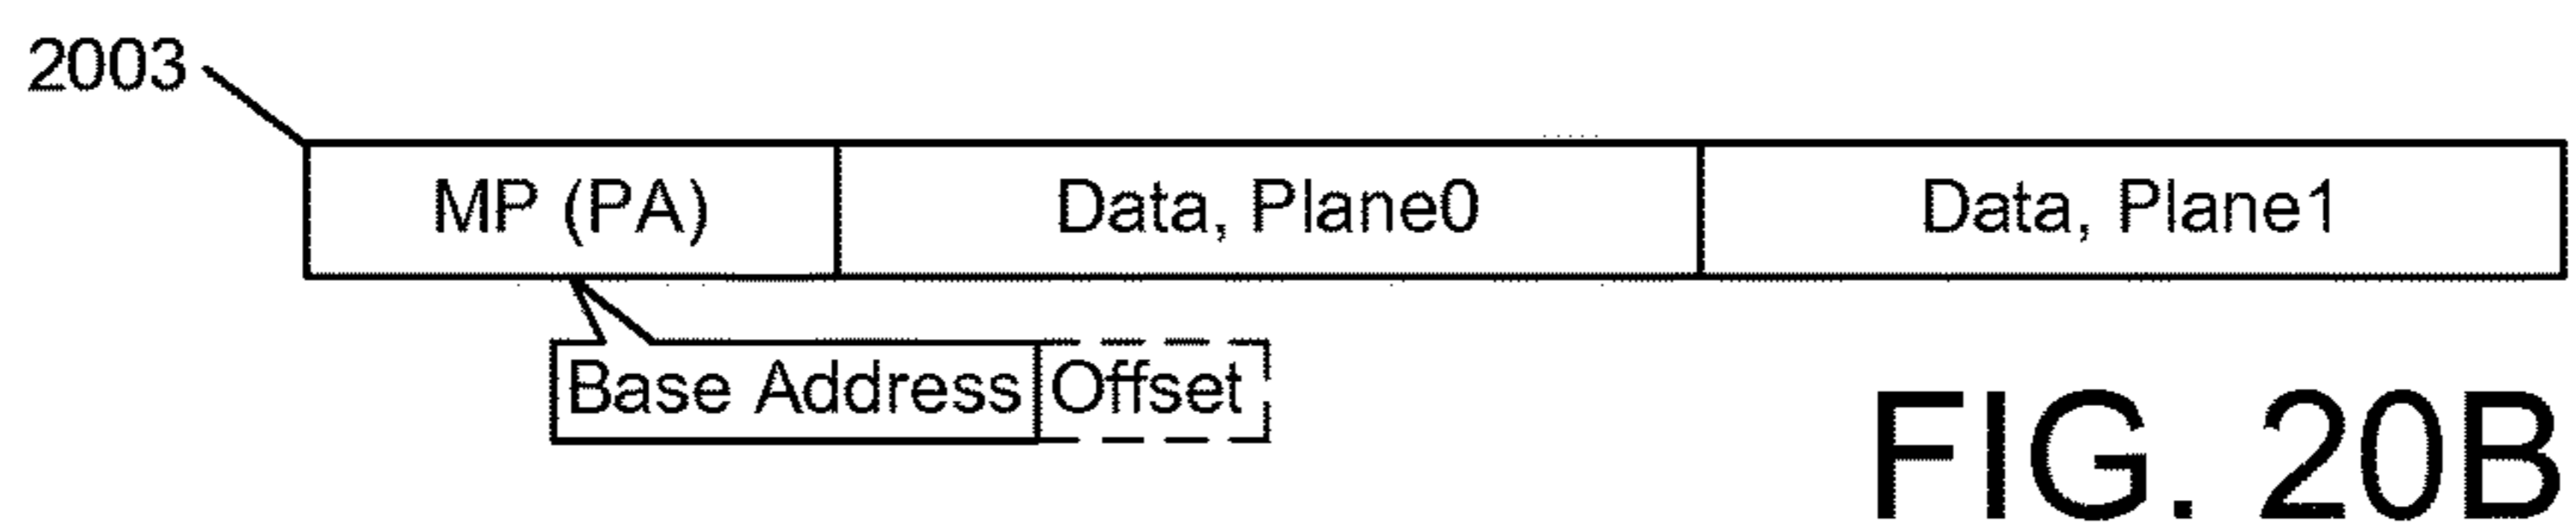 2003
MP (PA) Data, Plane0 Data, Plane1
Base Address Offset
FIG. 20B